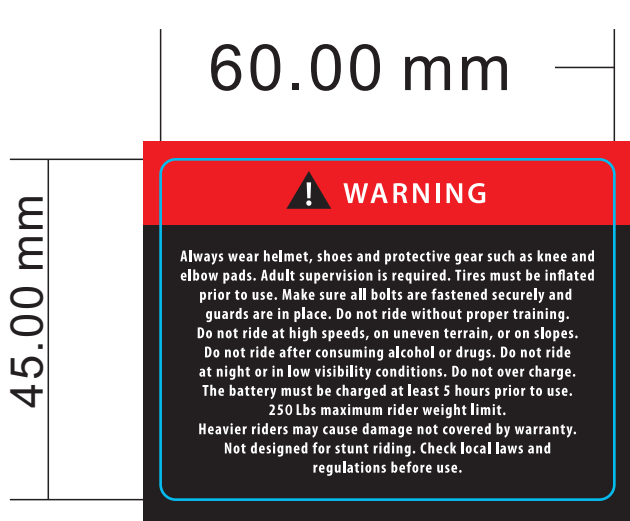 60.00 mm
45.00 mm
! WARNING
Always wear helmet, shoes and protective gear such as knee and
elbow pads. Adult supervision is required. Tires must be inflated
prior to use. Make sure all bolts are fastened securely and
guards are in place. Do not ride without proper training.
Do not ride at high speeds, on uneven terrain, or on slopes.
Do not ride after consuming alcohol or drugs. Do not ride
at night or in low visibility conditions. Do not over charge.
The battery must be charged at least 5 hours prior to use.
250 Lbs maximum rider weight limit.
Heavier riders may cause damage not covered by warranty.
Not designed for stunt riding. Check local laws and
regulations before use.